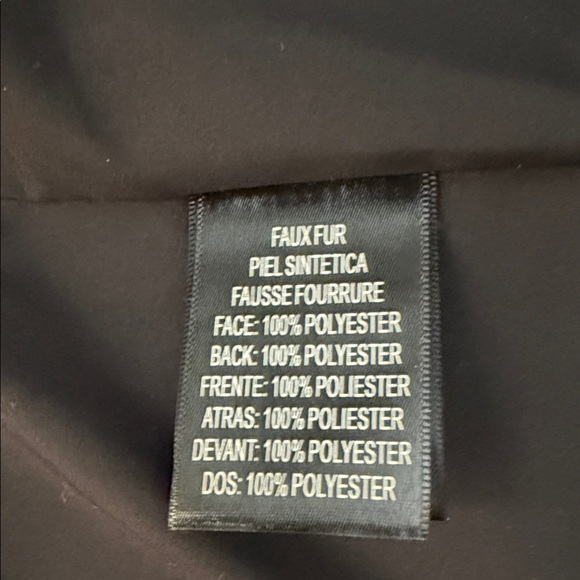 FAUX FUR
PIEL SINTETICA
FAUSSE FOURRURE
FACE: 100% POLYESTER
BACK: 100% POLYESTER
FRENTE: 100% POLIESTER
ATRAS: 100% POLIESTER
DEVANT: 100% POLYESTER
DOS: 100% POLYESTER